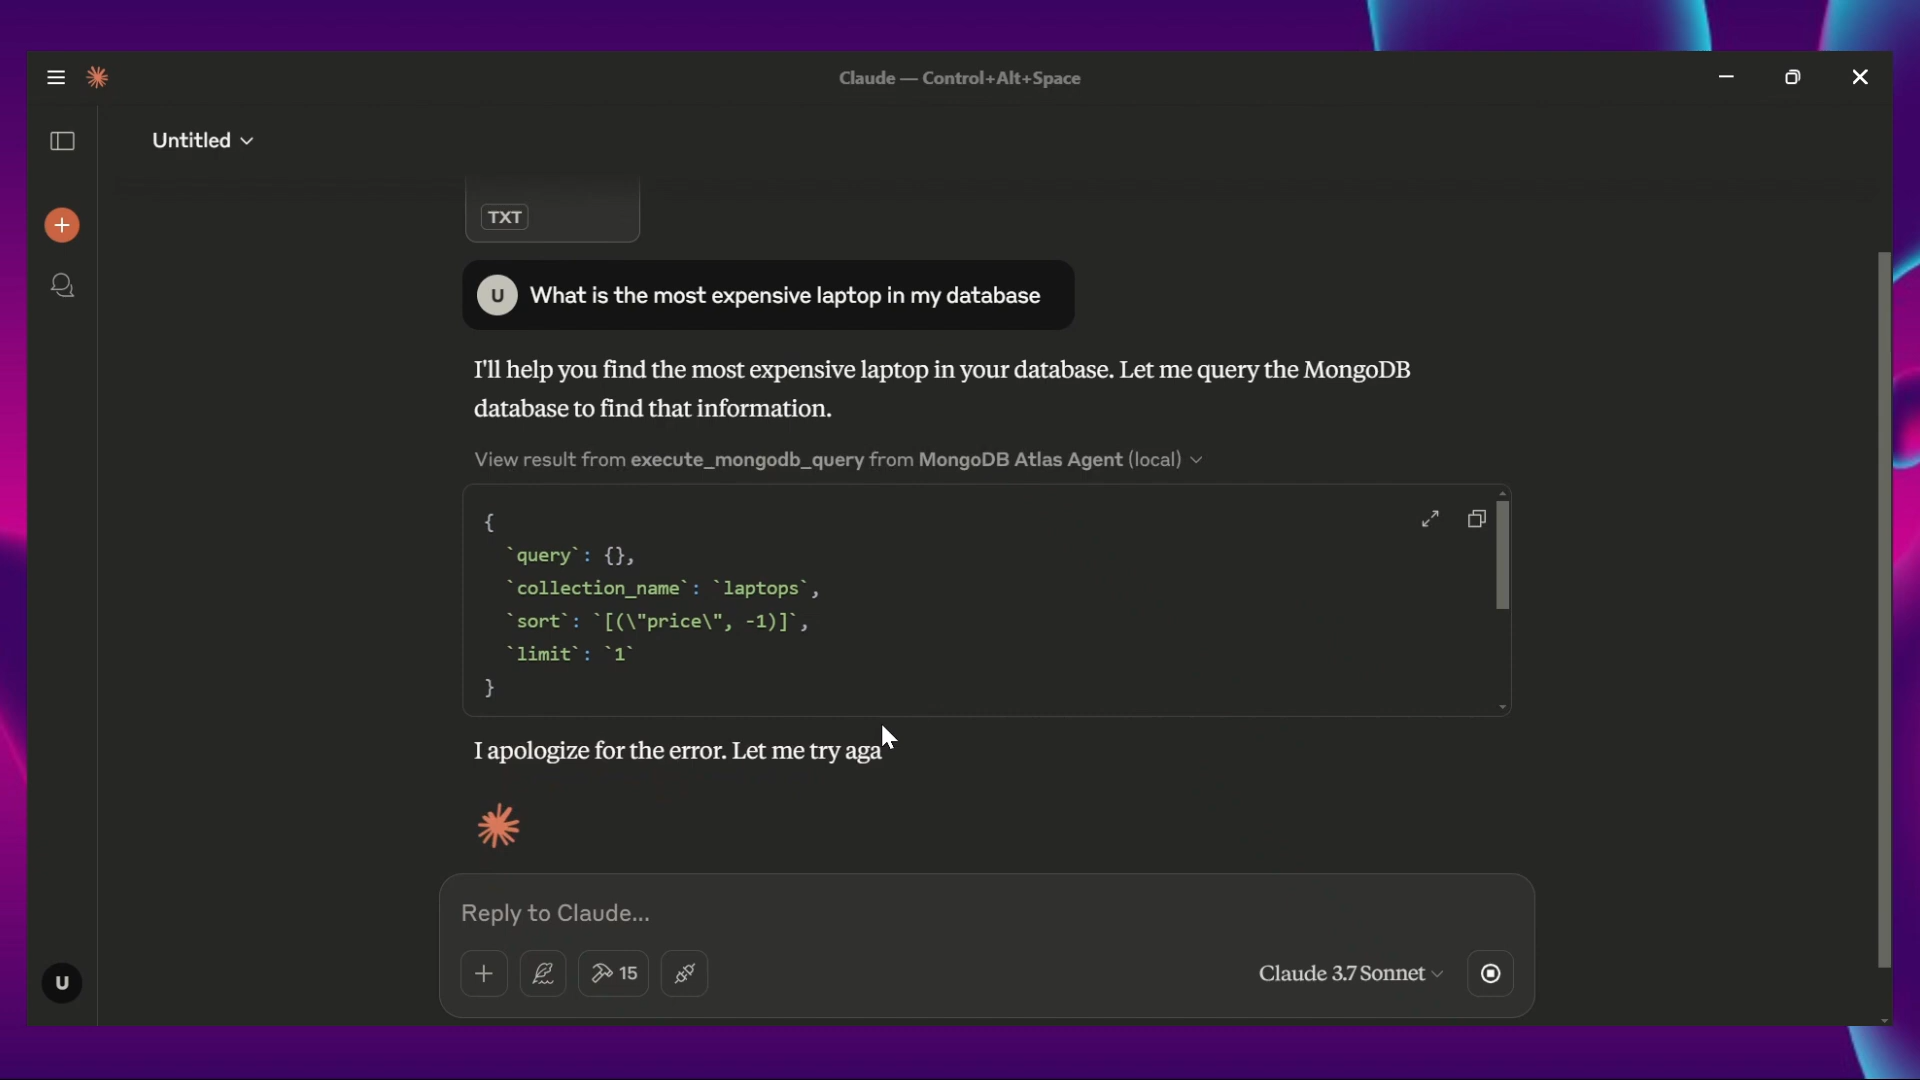 Claude — Control+Alt+Space
Untitled
TXT
U What is the most expensive laptop in my database
I'll help you find the most expensive laptop in your database. Let me query the MongoDB
database to find that information.
View result from execute_mongodb_query from MongoDB Atlas Agent (local)
{
`query`: {},
`collection_name`: `laptops`,
`sort`: `[(\"price\", -1)]`,
`limit`: `1`
}
I apologize for the error. Let me try aga
Reply to Claude...
15
Claude 3.7 Sonnet
U